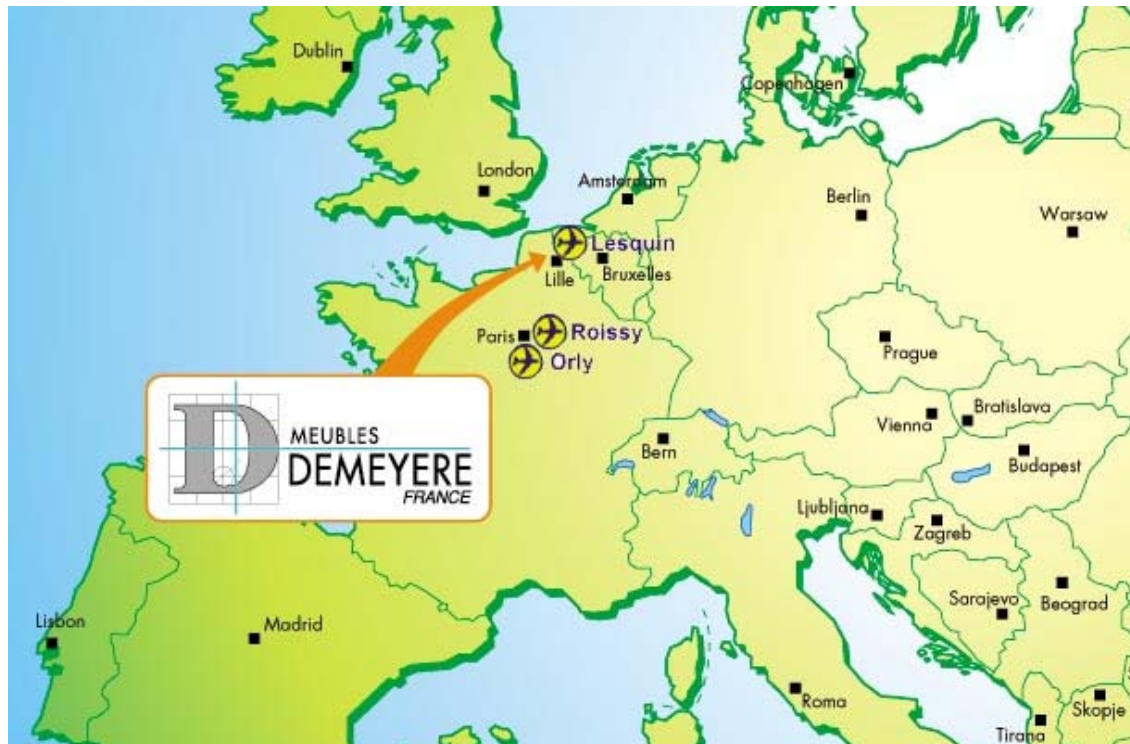 Dublin
Copenhagen
London
Amsterdam
Berlin
Warsaw
Lesquin
Lille
Bruxelles
Paris
Roissy
Orly
Prague
Vienna
Bratislava
Bern
Budapest
MEUBLES
DEMEYERE
FRANCE
D
Ljubljana
Zagreb
Sarajevo
Beograd
Lisbon
Madrid
Roma
Skopje
Tirana